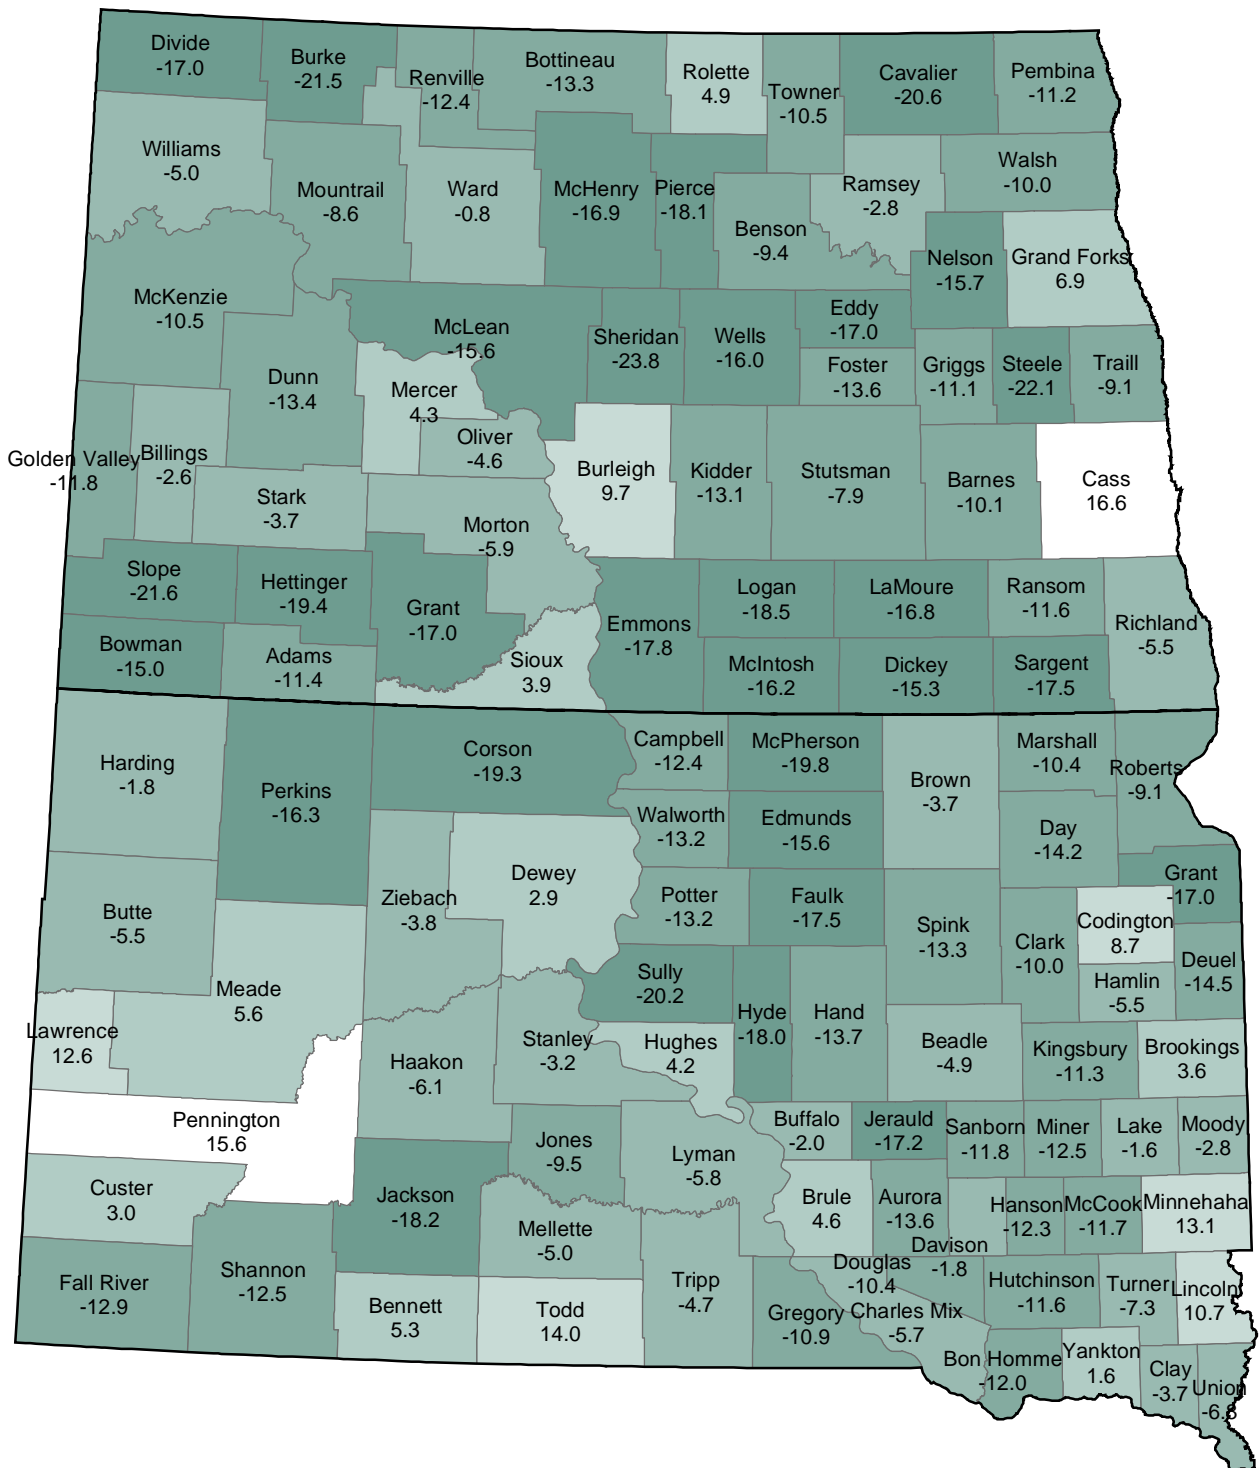 Divide
-17.0
Burke
-21.5
Renville
-12.4
Bottineau
-13.3
Rolette
4.9
Towner
-10.5
Cavalier
-20.6
Pembina
-11.2
Williams
-5.0
Mountrail
-8.6
Ward
-0.8
McHenry
-16.9
Pierce
-18.1
Benson
-9.4
Ramsey
-2.8
Walsh
-10.0
Nelson
-15.7
Grand Forks
6.9
McKenzie
-10.5
McLean
-15.6
Sheridan
-23.8
Wells
-16.0
Eddy
-17.0
Foster
-13.6
Griggs
-11.1
Steele
-22.1
Traill
-9.1
Dunn
-13.4
Mercer
4.3
Oliver
-4.6
Golden Valley
-11.8
Billings
-2.6
Stark
-3.7
Morton
-5.9
Burleigh
9.7
Kidder
-13.1
Stutsman
-7.9
Barnes
-10.1
Cass
16.6
Slope
-21.6
Hettinger
-19.4
Grant
-17.0
Emmons
-17.8
Logan
-18.5
LaMoure
-16.8
Ransom
-11.6
Richland
-5.5
Bowman
-15.0
Adams
-11.4
Sioux
3.9
McIntosh
-16.2
Dickey
-15.3
Sargent
-17.5
Harding
-1.8
Perkins
-16.3
Corson
-19.3
Campbell
-12.4
McPherson
-19.8
Brown
-3.7
Marshall
-10.4
Roberts
-9.1
Walworth
-13.2
Edmunds
-15.6
Day
-14.2
Butte
-5.5
Ziebach
-3.8
Dewey
2.9
Potter
-13.2
Faulk
-17.5
Spink
-13.3
Clark
-10.0
Codington
8.7
Grant
-17.0
Meade
5.6
Sully
-20.2
Hyde
-18.0
Hand
-13.7
Hamlin
-5.5
Deuel
-14.5
Lawrence
12.6
Haakon
-6.1
Stanley
-3.2
Hughes
4.2
Beadle
-4.9
Kingsbury
-11.3
Brookings
3.6
Pennington
15.6
Jones
-9.5
Lyman
-5.8
Buffalo
-2.0
Jerauld
-17.2
Sanborn
-11.8
Miner
-12.5
Lake
-1.6
Moody
-2.8
Custer
3.0
Jackson
-18.2
Mellette
-5.0
Brule
4.6
Aurora
-13.6
Davison
-1.8
Hanson
-12.3
McCook
-11.7
Minnehaha
13.1
Fall River
-12.9
Shannon
-12.5
Bennett
5.3
Todd
14.0
Tripp
-4.7
Gregory
-10.9
Douglas
-10.4
Charles Mix
-5.7
Hutchinson
-11.6
Turner
-7.3
Lincoln
10.7
Bon Homme
-12.0
Yankton
1.6
Clay
-3.7
Union